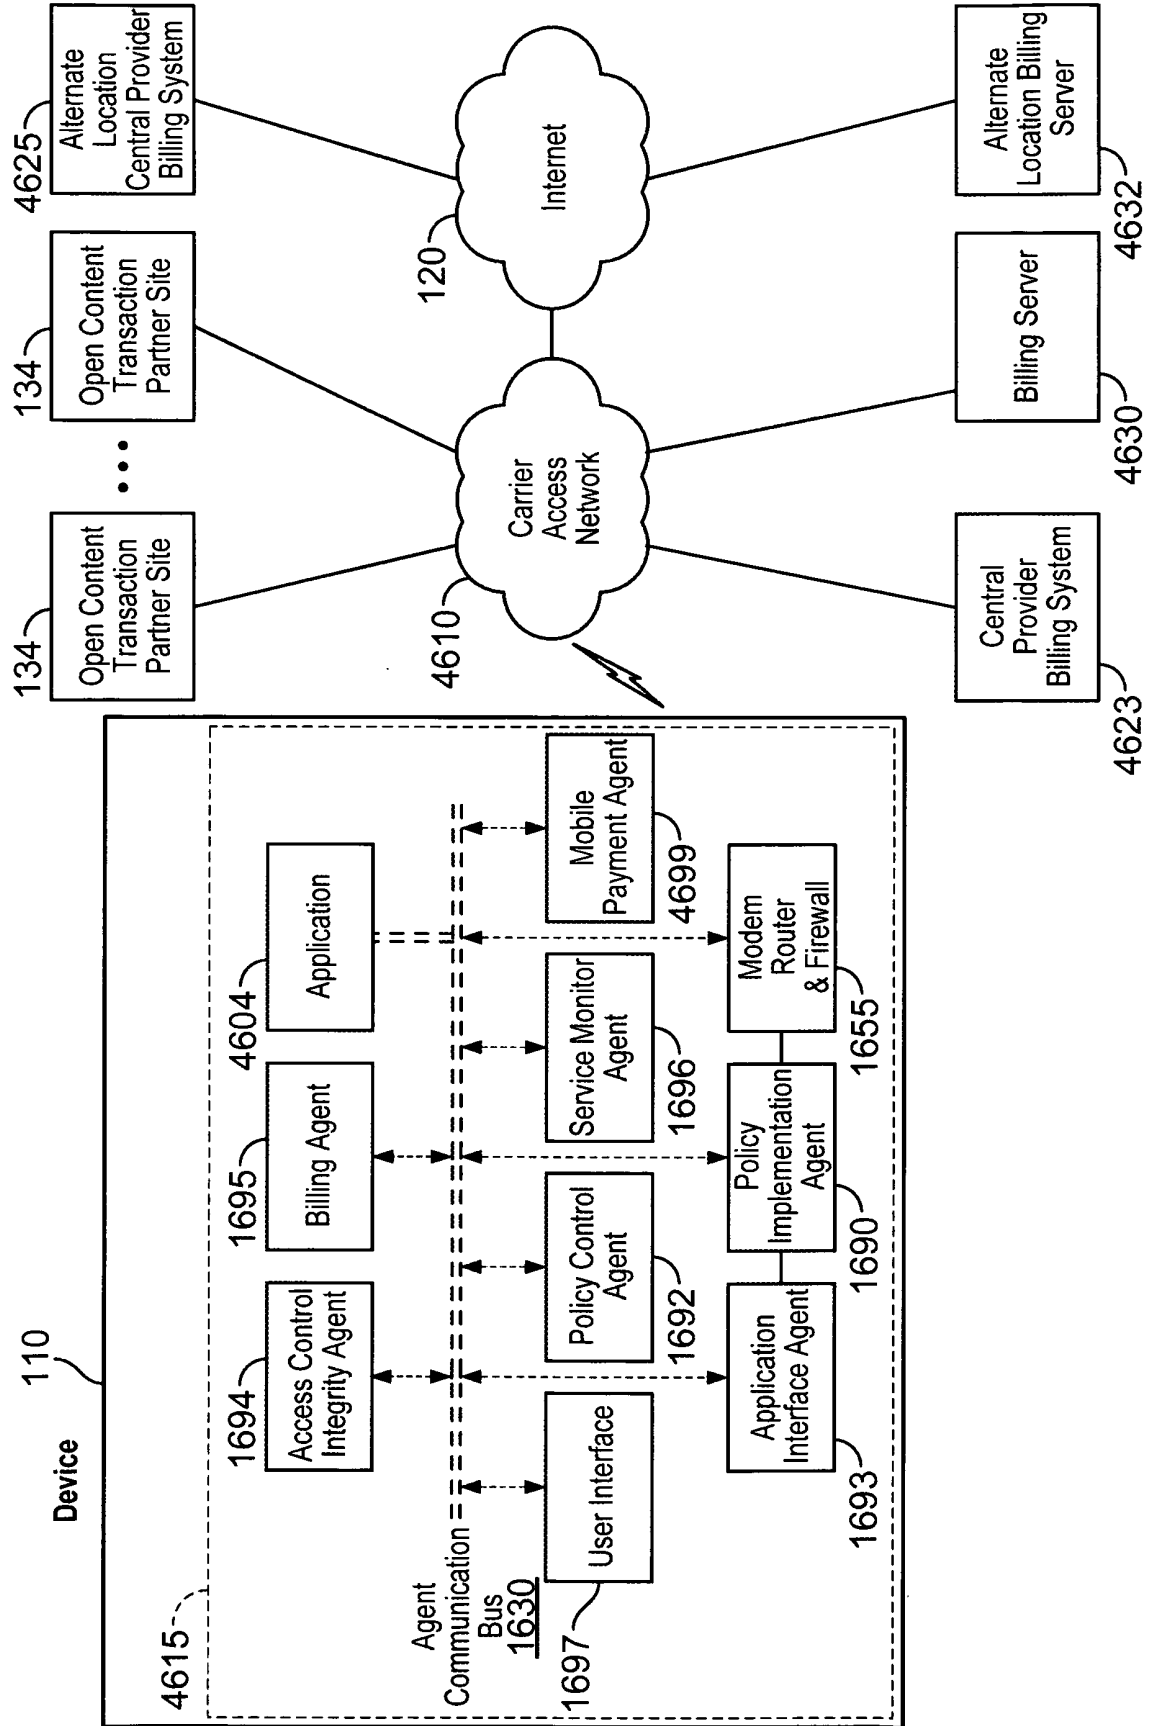 Device
110
4615
1694
Access Control
Integrity Agent
1695
Billing Agent
4604
Application
Agent
Communication
Bus
1630
1697
User Interface
Policy Control
Agent
1692
Service Monitor
Agent
1696
Mobile
Payment Agent
4699
Application
Interface Agent
1693
Policy
Implementation
Agent
1690
Modem
Router
& Firewall
1655
134
Open Content
Transaction
Partner Site
134
Open Content
Transaction
Partner Site
4625
Alternate
Location
Central Provider
Billing System
4610
Carrier
Access
Network
120
Internet
Central
Provider
Billing System
4623
Billing Server
4630
Alternate
Location Billing
Server
4632